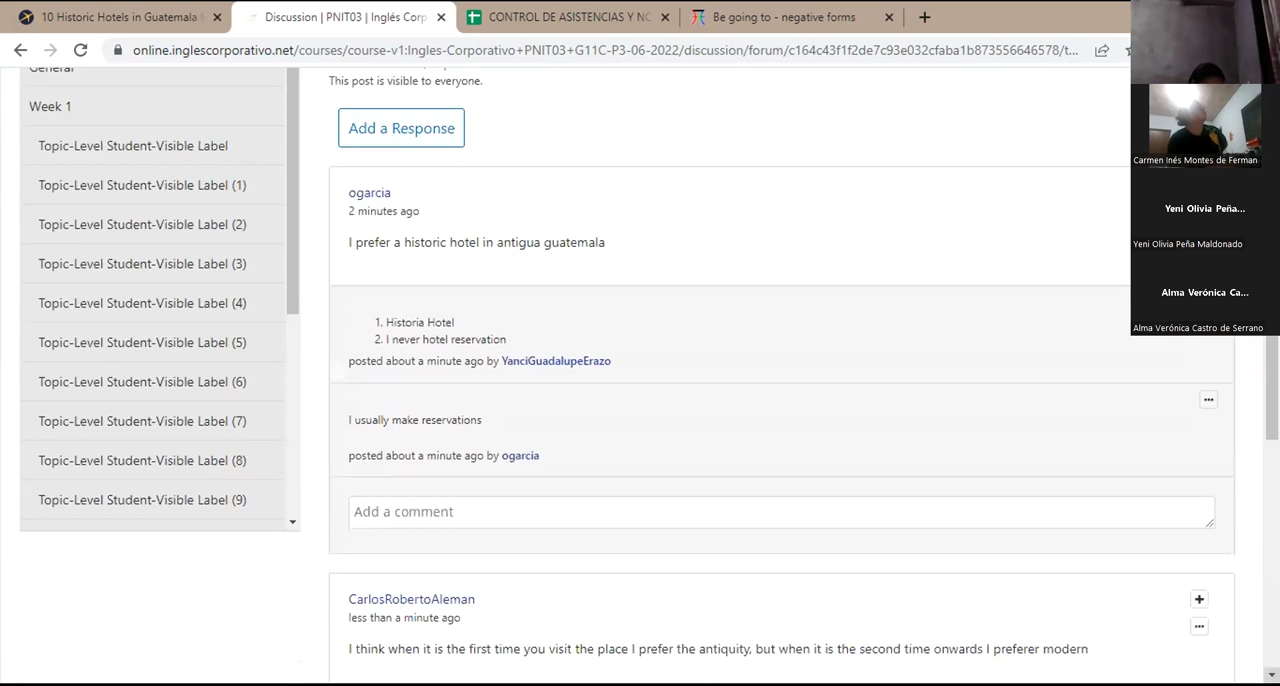 10 Historic Hotels in Guatemala
Discussion | PNIT03 | Inglés Corp
CONTROL DE ASISTENCIAS Y NO
Be going to - negative forms
online.inglescorporativo.net/courses/course-v1:Ingles-Corporativo+PNIT03+G11C-P3-06-2022/discussion/forum/c164c43f1f2de7c93e032cfaba1b873556646578/t...
General
Week 1
Topic-Level Student-Visible Label
Topic-Level Student-Visible Label (1)
Topic-Level Student-Visible Label (2)
Topic-Level Student-Visible Label (3)
Topic-Level Student-Visible Label (4)
Topic-Level Student-Visible Label (5)
Topic-Level Student-Visible Label (6)
Topic-Level Student-Visible Label (7)
Topic-Level Student-Visible Label (8)
Topic-Level Student-Visible Label (9)
This post is visible to everyone.
Add a Response
ogarcia
2 minutes ago
I prefer a historic hotel in antigua guatemala
1. Historia Hotel
2. I never hotel reservation
posted about a minute ago by YanciGuadalupeErazo
I usually make reservations
posted about a minute ago by ogarcia
Add a comment
CarlosRobertoAleman
less than a minute ago
I think when it is the first time you visit the place I prefer the antiquity, but when it is the second time onwards I preferer modern
Carmen Inés Montes de Ferman
Yeni Olivia Peña...
Yeni Olivia Peña Maldonado
Alma Verónica Ca...
Alma Verónica Castro de Serrano